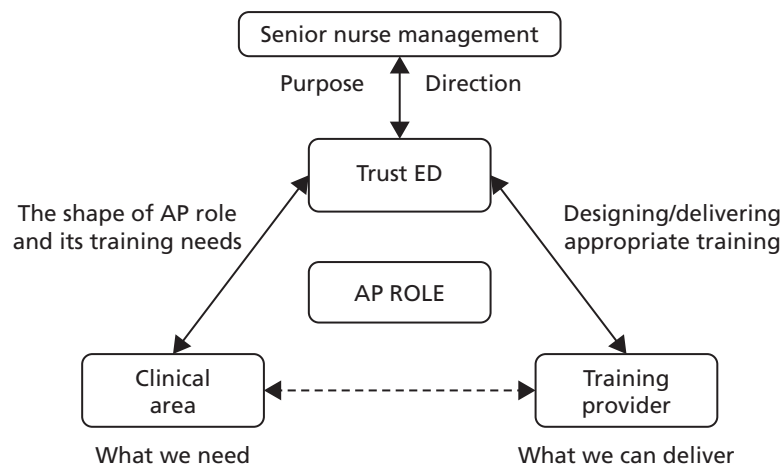 Senior nurse management
Purpose
Direction
Trust ED
The shape of AP role
and its training needs
Designing/delivering
appropriate training
AP ROLE
Clinical
area
Training
provider
What we need
What we can deliver